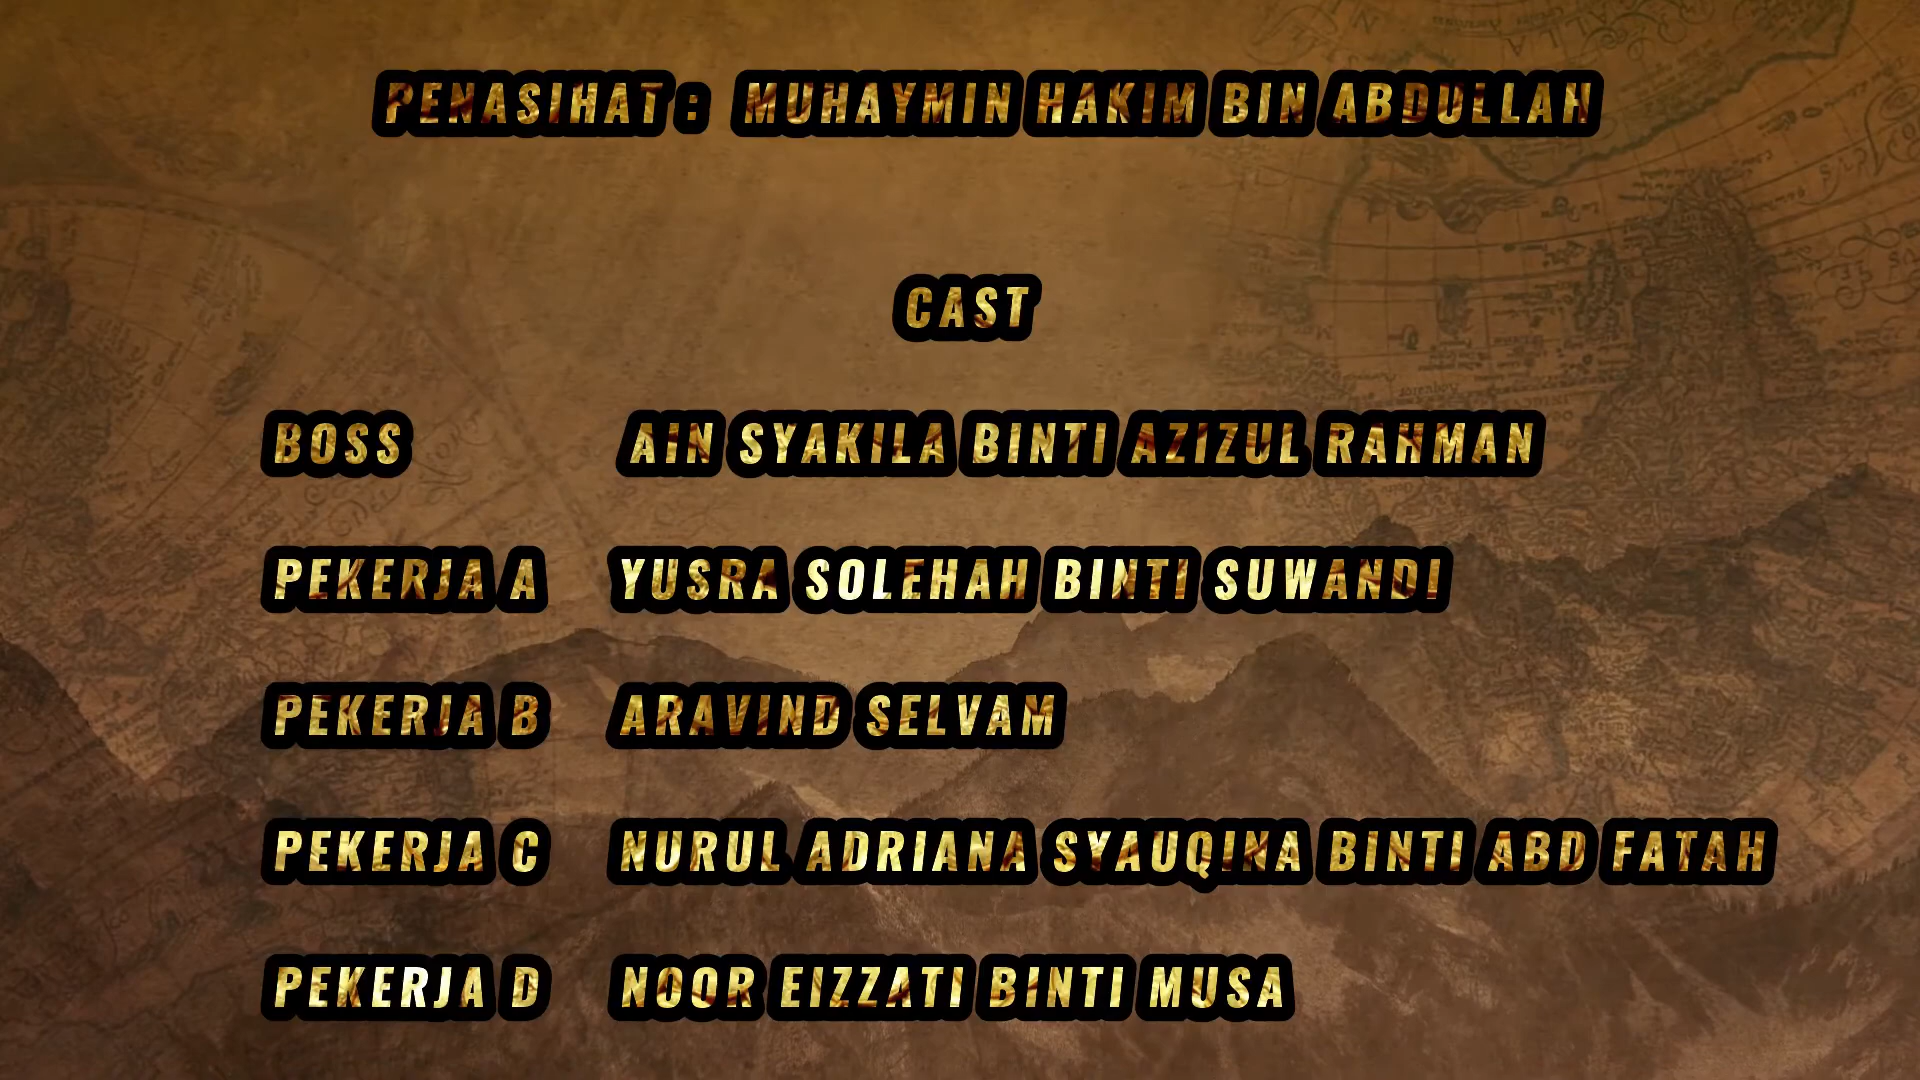 PENASIHAT : MUHAYMIN HAKIM BIN ABDULLAH
CAST
BOSS AIN SYAKILA BINTI AZIZUL RAHMAN
PEKERJA A YUSRA SOLEHAH BINTI SUWANDI
PEKERJA B ARAVIND SELVAM
PEKERJA C NURUL ADRIANA SYAUQINA BINTI ABD FATAH
PEKERJA D NOOR EIZZATI BINTI MUSA